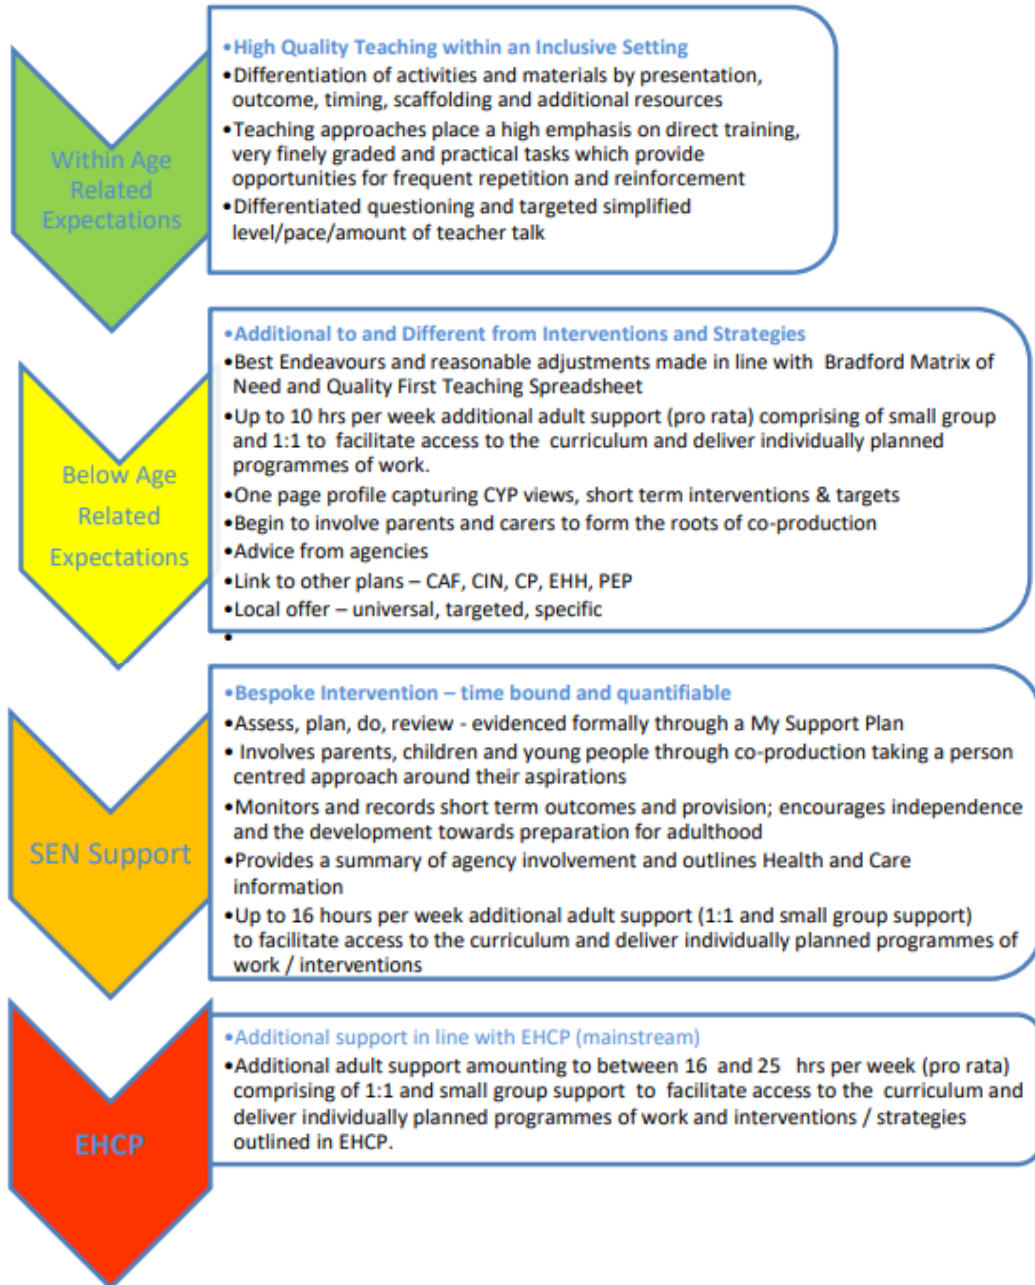 Within Age
Related
Expectations
•High Quality Teaching within an Inclusive Setting
•Differentiation of activities and materials by presentation,
outcome, timing, scaffolding and additional resources
•Teaching approaches place a high emphasis on direct training,
very finely graded and practical tasks which provide
opportunities for frequent repetition and reinforcement
•Differentiated questioning and targeted simplified
level/pace/amount of teacher talk
Below Age
Related
Expectations
•Additional to and Different from Interventions and Strategies
•Best Endeavours and reasonable adjustments made in line with Bradford Matrix of
Need and Quality First Teaching Spreadsheet
•Up to 10 hrs per week additional adult support (pro rata) comprising of small group
and 1:1 to facilitate access to the curriculum and deliver individually planned
programmes of work.
•One page profile capturing CYP views, short term interventions & targets
•Begin to involve parents and carers to form the roots of co-production
•Advice from agencies
•Link to other plans – CAF, CIN, CP, EHH, PEP
•Local offer – universal, targeted, specific
•
SEN Support
•Bespoke Intervention – time bound and quantifiable
•Assess, plan, do, review - evidenced formally through a My Support Plan
• Involves parents, children and young people through co-production taking a person
centred approach around their aspirations
•Monitors and records short term outcomes and provision; encourages independence
and the development towards preparation for adulthood
•Provides a summary of agency involvement and outlines Health and Care
information
•Up to 16 hours per week additional adult support (1:1 and small group support)
to facilitate access to the curriculum and deliver individually planned programmes of
work / interventions
EHCP
•Additional support in line with EHCP (mainstream)
•Additional adult support amounting to between 16 and 25 hrs per week (pro rata)
comprising of 1:1 and small group support to facilitate access to the curriculum and
deliver individually planned programmes of work and interventions / strategies
outlined in EHCP.